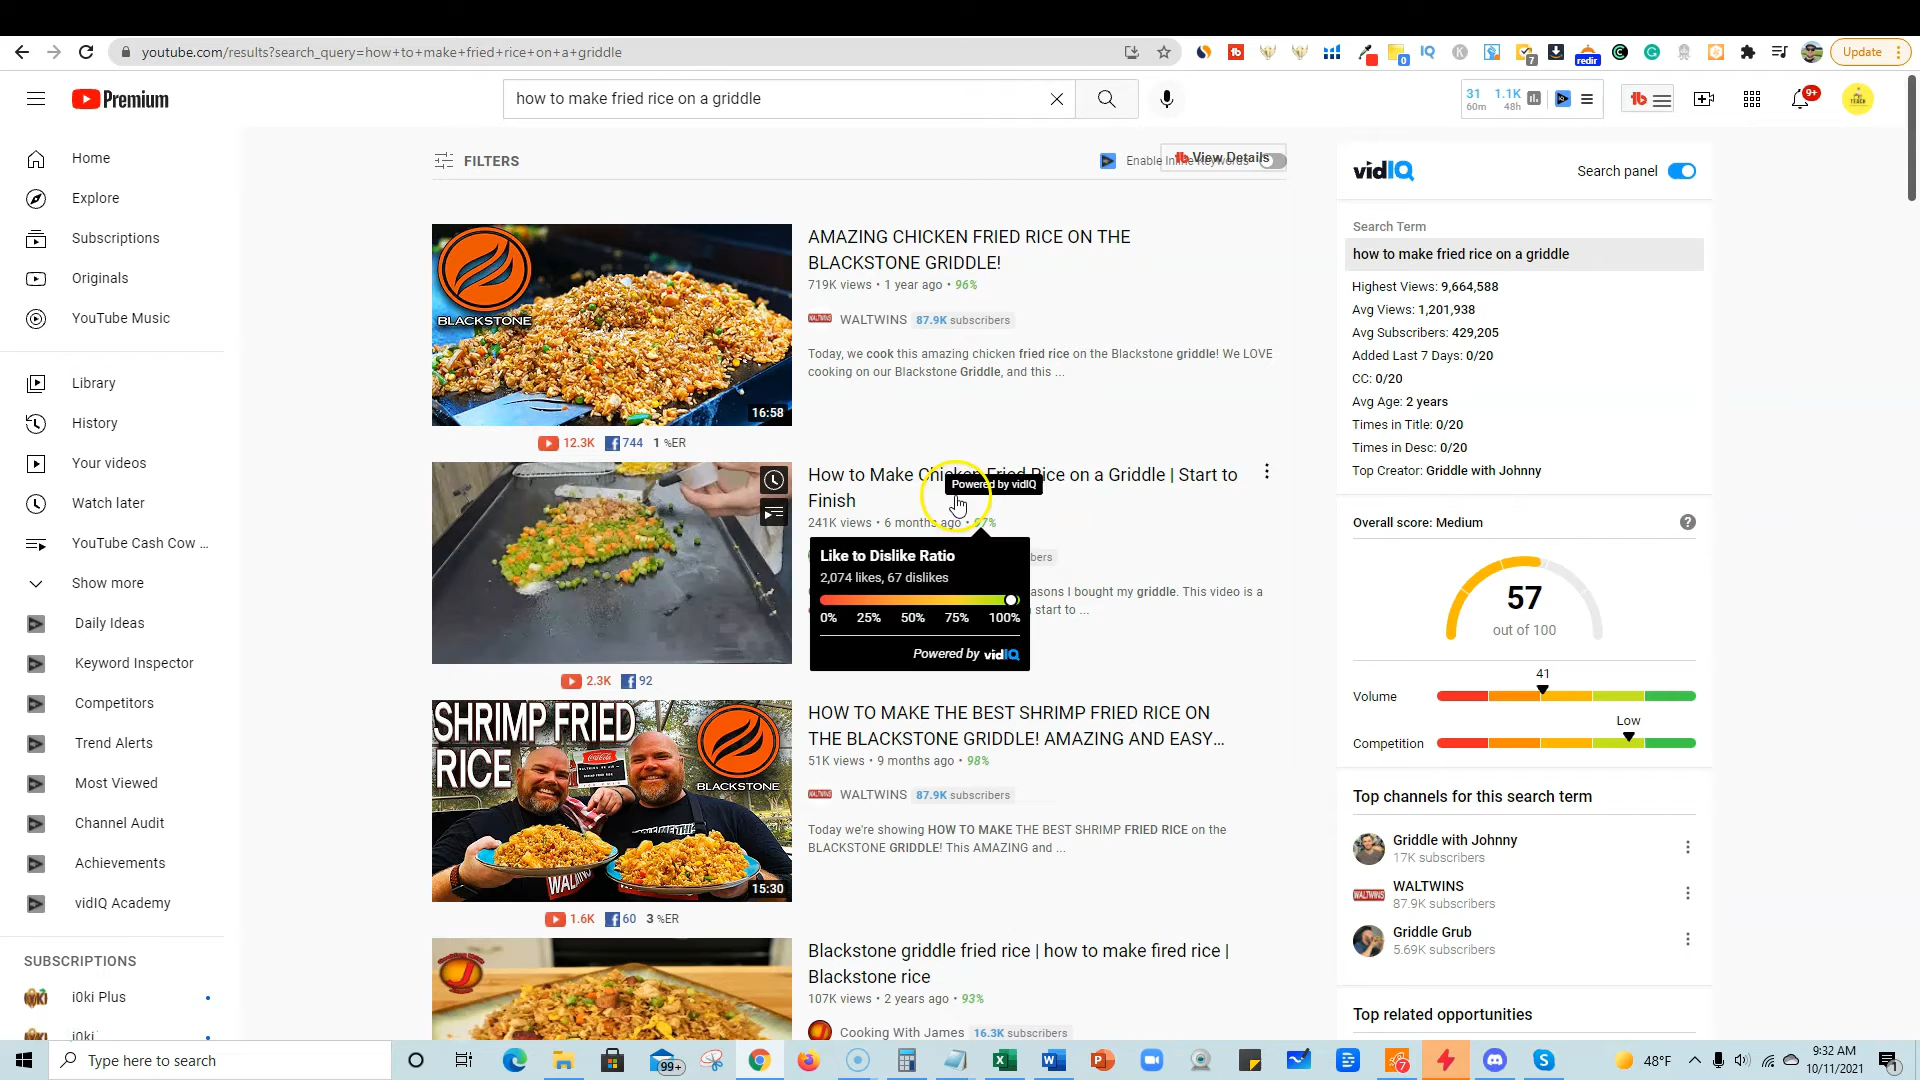 youtube.com/results?search_query=how+to+make+fried+rice+on+a+griddle
0
7
redir
Update
Premium
how to make fried rice on a griddle
31 1.1K
60m 48h
9+
Home
Explore
Subscriptions
Originals
YouTube Music
Library
History
Your videos
Watch later
YouTube Cash Cow ...
Show more
Daily Ideas
Keyword Inspector
Competitors
Trend Alerts
Most Viewed
Channel Audit
Achievements
vidIQ Academy
SUBSCRIPTIONS
i0ki Plus
i0ki
FILTERS
Enable Inline Keywords
View Details
BLACKSTONE
16:58
12.3K 744 1 %ER
AMAZING CHICKEN FRIED RICE ON THE
BLACKSTONE GRIDDLE!
719K views • 1 year ago • 96%
WALTWINS 87.9K subscribers
Today, we cook this amazing chicken fried rice on the Blackstone griddle! We LOVE
cooking on our Blackstone Griddle, and this ...
2.3K 92
How to Make Chicken Fried Rice on a Griddle | Start to
Finish
Powered by vidIQ
241K views • 6 months ago • 97%
bers
Like to Dislike Ratio
2,074 likes, 67 dislikes
0% 25% 50% 75% 100%
Powered by vidIQ
asons I bought my griddle. This video is a
start to ...
SHRIMP FRIED
RICE
BLACKSTONE
15:30
1.6K 60 3 %ER
HOW TO MAKE THE BEST SHRIMP FRIED RICE ON
THE BLACKSTONE GRIDDLE! AMAZING AND EASY...
51K views • 9 months ago • 98%
WALTWINS 87.9K subscribers
Today we're showing HOW TO MAKE THE BEST SHRIMP FRIED RICE on the
BLACKSTONE GRIDDLE! This AMAZING and ...
Blackstone griddle fried rice | how to make fired rice |
Blackstone rice
107K views • 2 years ago • 93%
Cooking With James 16.3K subscribers
vidIQ
Search panel
Search Term
how to make fried rice on a griddle
Highest Views: 9,664,588
Avg Views: 1,201,938
Avg Subscribers: 429,205
Added Last 7 Days: 0/20
CC: 0/20
Avg Age: 2 years
Times in Title: 0/20
Times in Desc: 0/20
Top Creator: Griddle with Johnny
Overall score: Medium
57
out of 100
41
Volume
Low
Competition
Top channels for this search term
Griddle with Johnny
17K subscribers
WALTWINS
87.9K subscribers
Griddle Grub
5.69K subscribers
Top related opportunities
Type here to search
99+
7
48°F
9:32 AM
10/11/2021
1